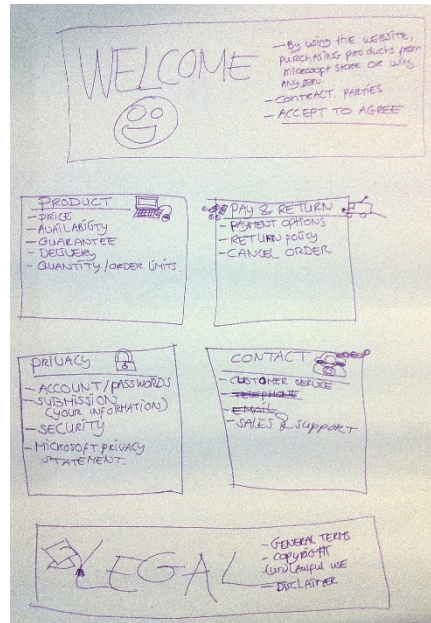 WELCOME
- By using the WEBSITE,
purchasing products from
microsoft store or using
any
- CONTRACT PARTIES
- ACCEPT TO AGREE
PRODUCT
- PRICE
- AVAILABILITY
- GUARANTEE
- DELIVERY
- QUANTITY / ORDER LIMITS
PAY & RETURN
- PAYMENT OPTIONS
- RETURN policy
- CANCEL ORDER
PRIVACY
- ACCOUNT / PASSWORDS
- SUBMISSION
(YOUR INFORMATION)
- SECURITY
- MICROSOFT PRIVACY
STATEMENT.
CONTACT
- CUSTOMER SERVICE
- TELEPHONE
- EMAIL
- SALES & SUPPORT
LEGAL
- GENERAL TERMS
- COPYRIGHT
(un)LAWFUL USE
- DISCLAIMER